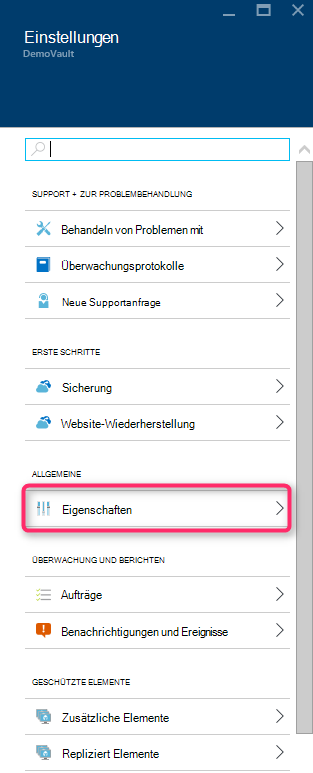 Einstellungen
DemoVault
SUPPORT + ZUR PROBLEMBEHANDLUNG
Behandeln von Problemen mit
Überwachungsprotokolle
Neue Supportanfrage
ERSTE SCHRITTE
Sicherung
Website-Wiederherstellung
ALLGEMEINE
Eigenschaften
ÜBERWACHUNG UND BERICHTEN
Aufträge
Benachrichtigungen und Ereignisse
GESCHÜTZTE ELEMENTE
Zusätzliche Elemente
Repliziert Elemente